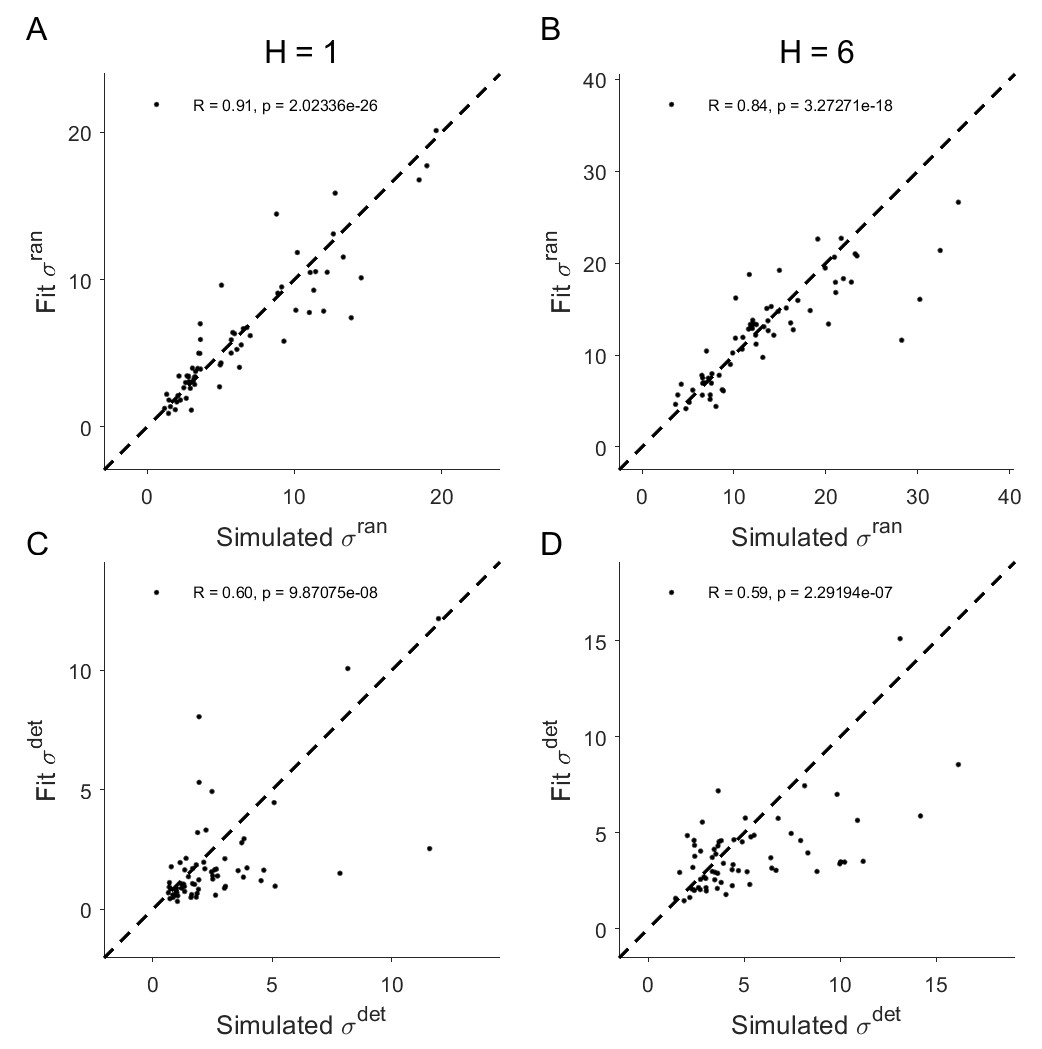 A
H = 1
R = 0.91, p = 2.02336e-26
20
10
0
0 10 20
Fit σ^ran
Simulated σ^ran
B
H = 6
R = 0.84, p = 3.27271e-18
40
30
20
10
0
0 10 20 30 40
Fit σ^ran
Simulated σ^ran
C
R = 0.60, p = 9.87075e-08
10
5
0
0 5 10
Fit σ^det
Simulated σ^det
D
R = 0.59, p = 2.29194e-07
15
10
5
0
0 5 10 15
Fit σ^det
Simulated σ^det